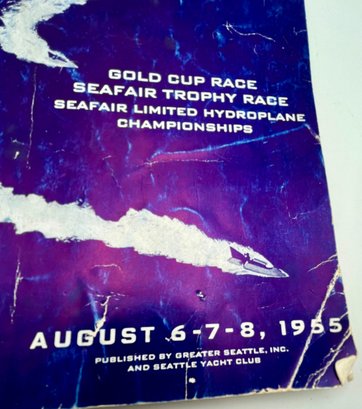 GOLD CUP RACE
SEAFAIR TROPHY RACE
SEAFAIR LIMITED HYDROPLANE
CHAMPIONSHIPS
AUGUST 6-7-8, 1955
PUBLISHED BY GREATER SEATTLE, INC.
AND SEATTLE YACHT CLUB